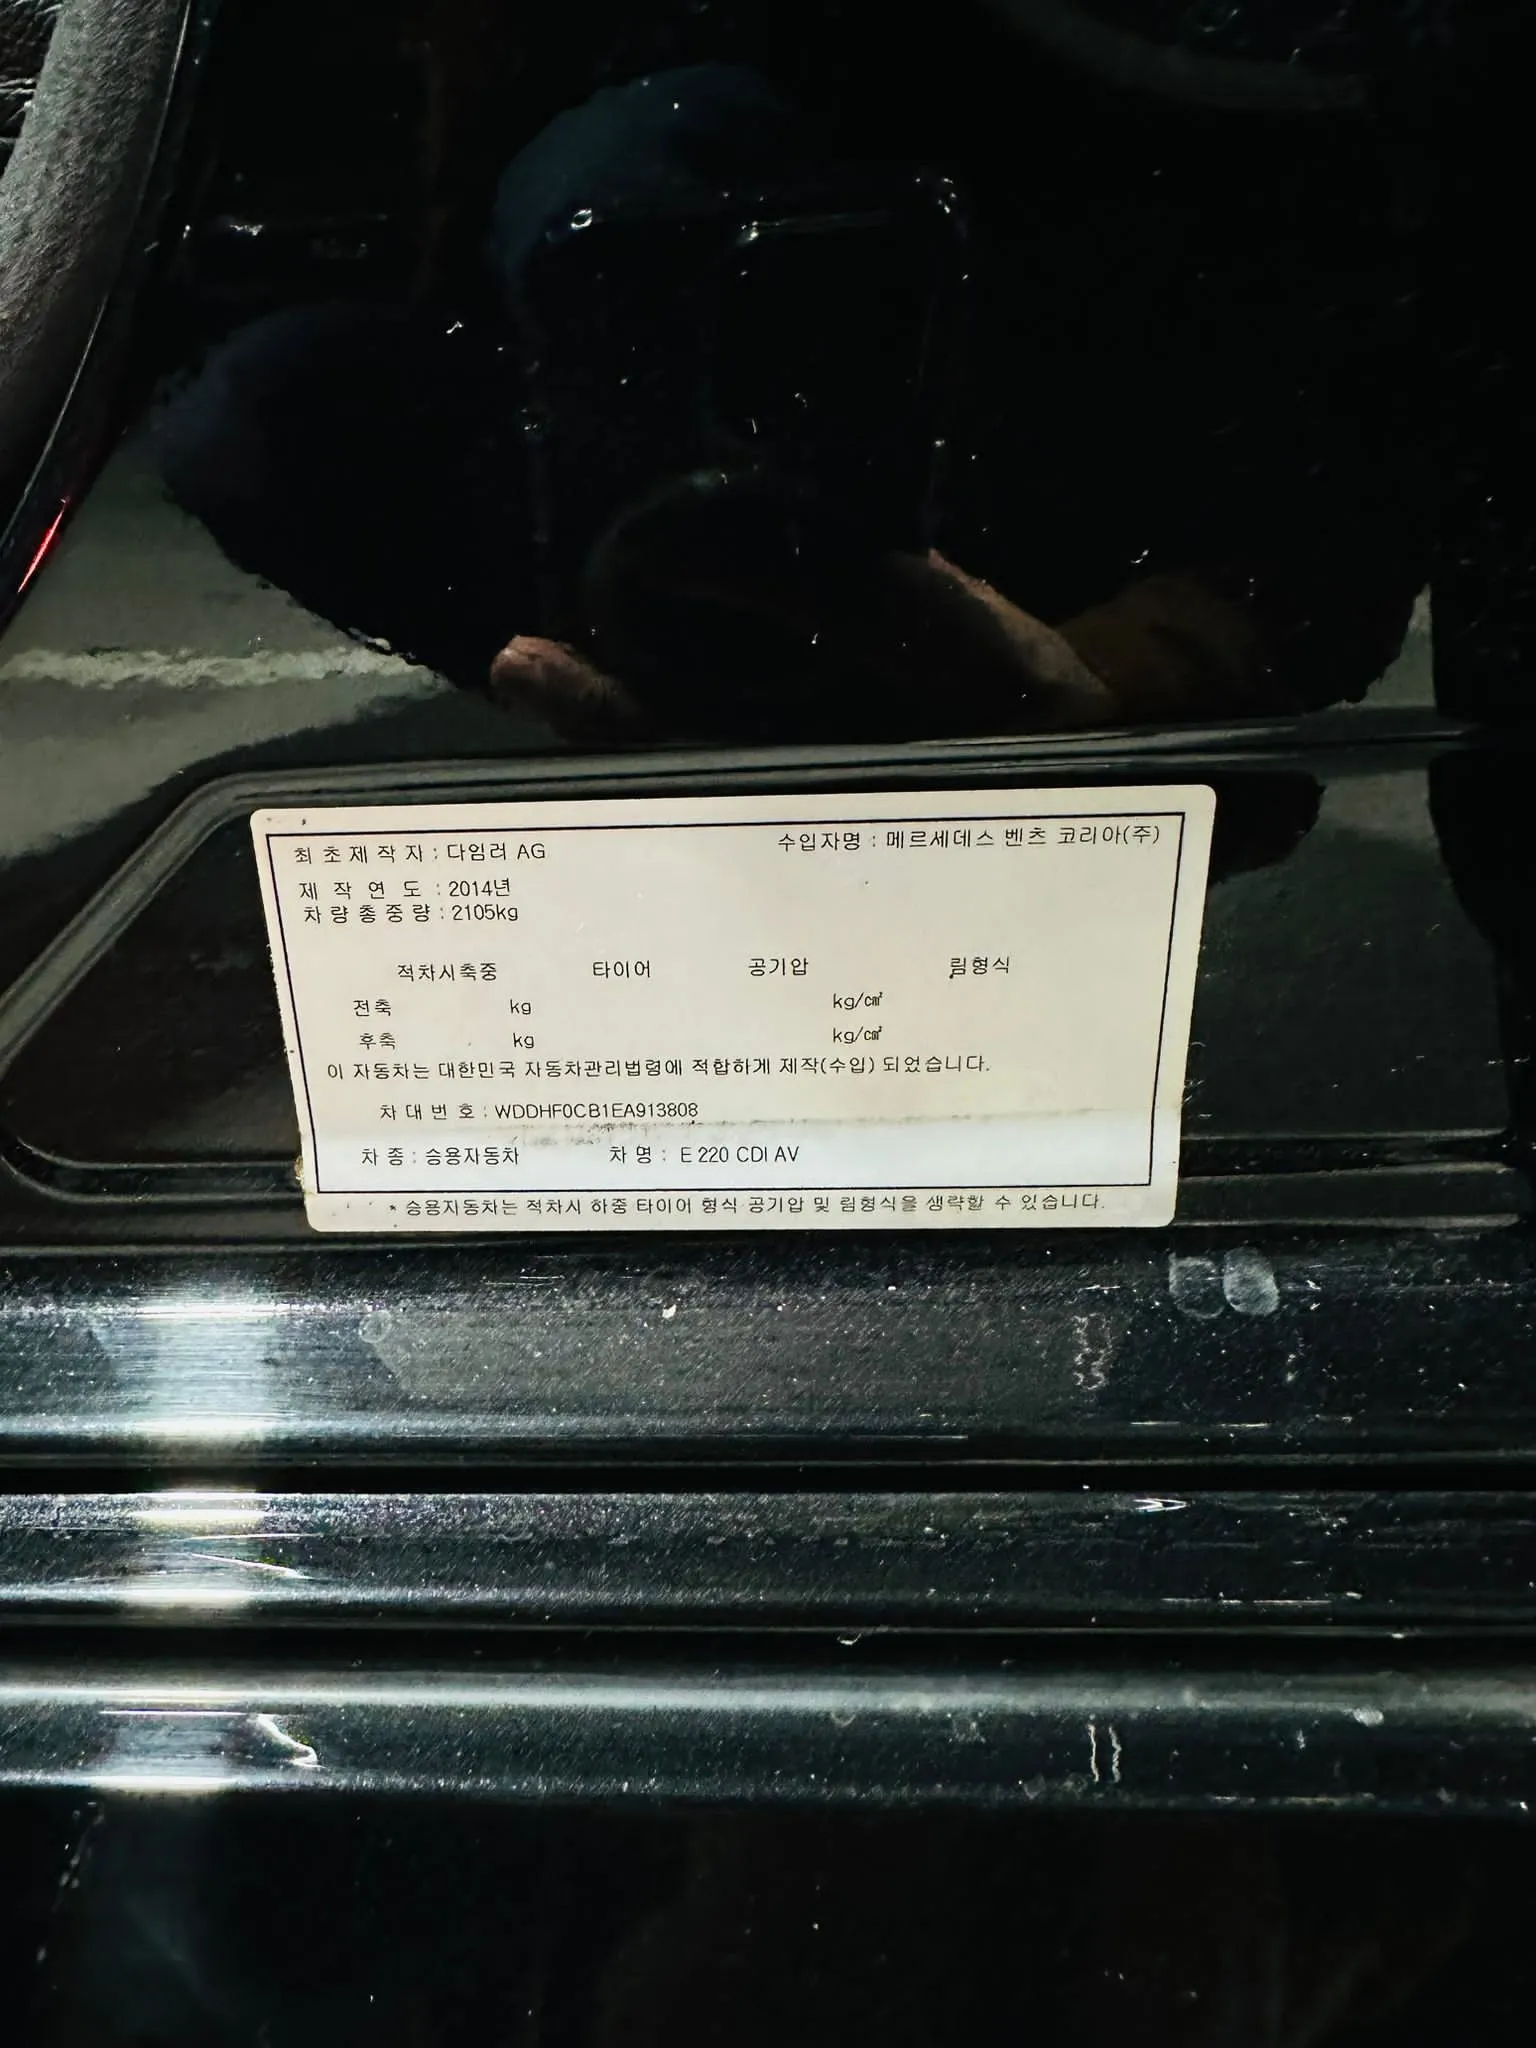 최초제작자 : 다임러 AG 수입자명 : 메르세데스 벤츠 코리아(주)
제작연도 : 2014년
차량총중량 : 2105kg
적차시축중 타이어 공기압 림형식
전축 kg kg/㎠
후축 kg kg/㎠
이 자동차는 대한민국 자동차관리법령에 적합하게 제작(수입) 되었습니다.
차대번호 : WDDHF0CB1EA913808
차종 : 승용자동차 차명 : E 220 CDI AV
* 승용자동차는 적차시 하중 타이어 형식 공기압 및 림형식을 생략할 수 있습니다.